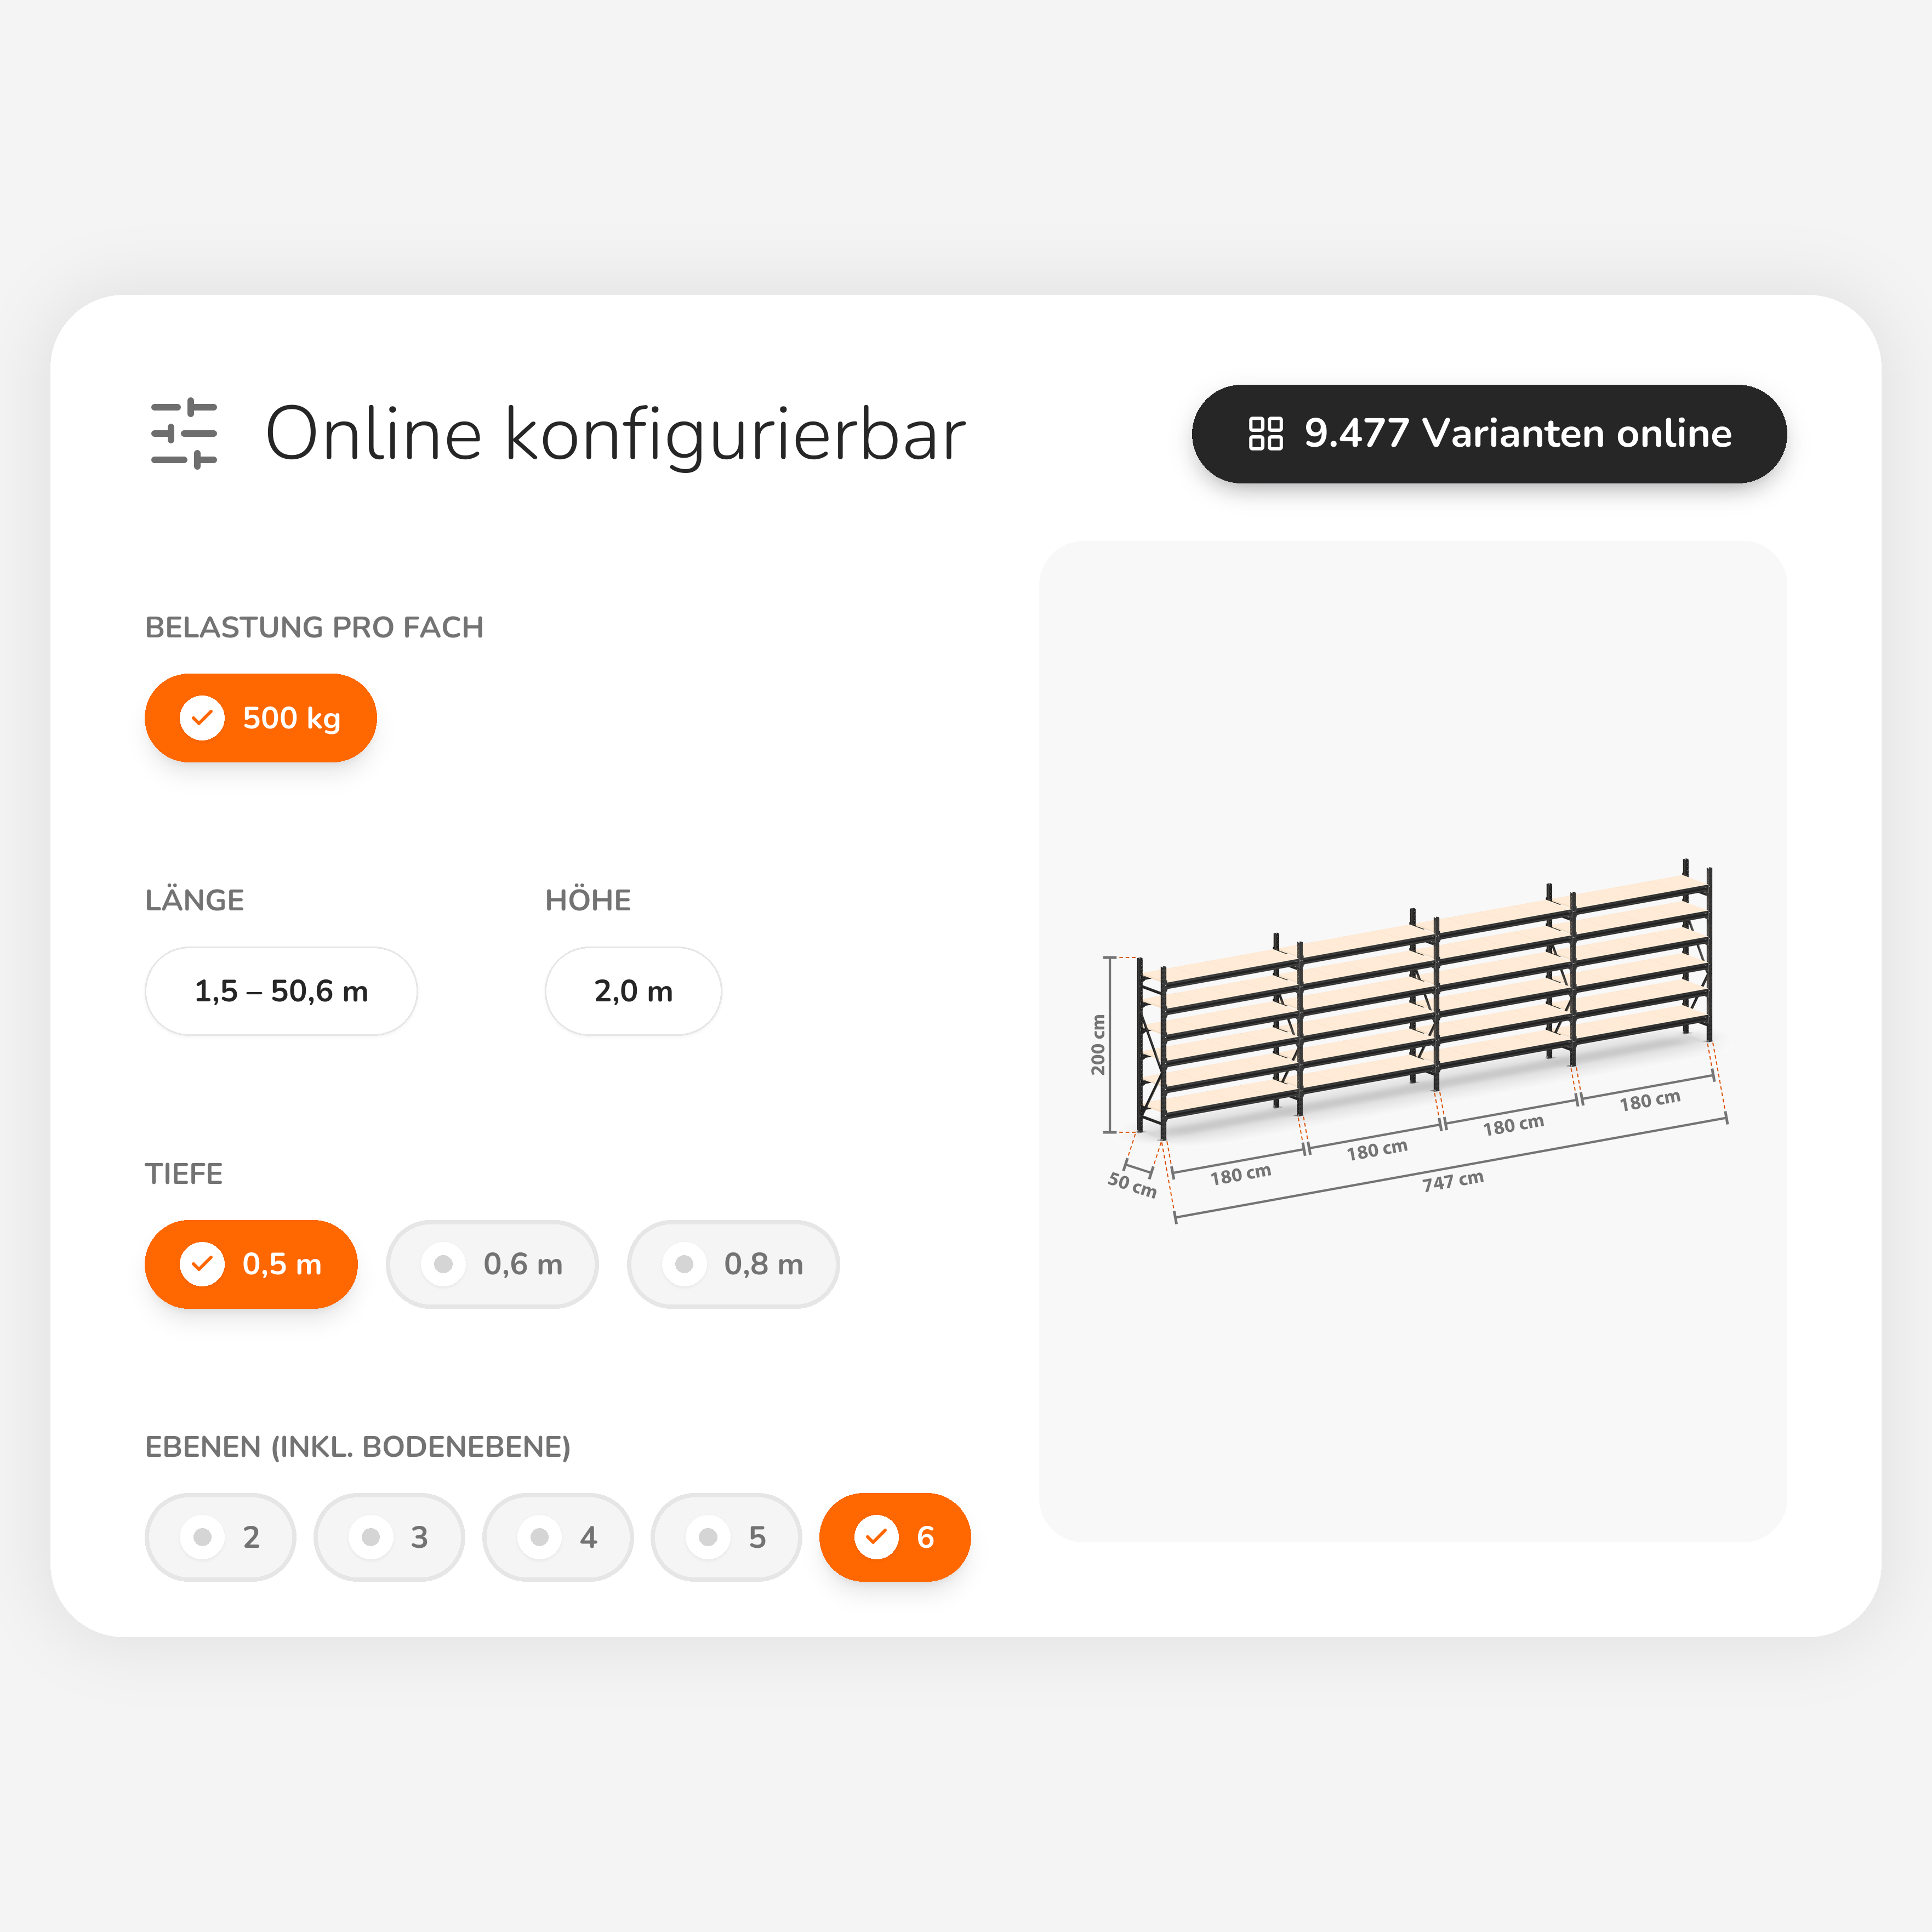 Online konfigurierbar
9.477 Varianten online
BELASTUNG PRO FACH
500 kg
LÄNGE
HÖHE
1,5 – 50,6 m
2,0 m
TIEFE
0,5 m
0,6 m
0,8 m
EBENEN (INKL. BODENEBENE)
2
3
4
5
6
200 cm
50 cm
180 cm
180 cm
180 cm
180 cm
747 cm